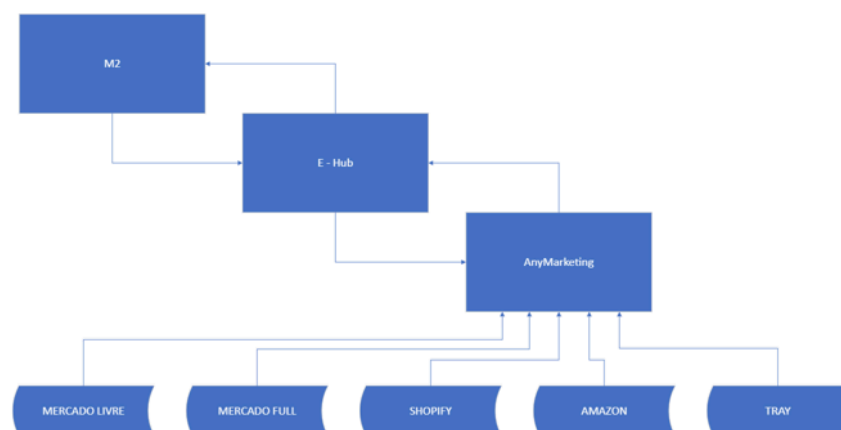 M2
E - Hub
AnyMarketing
MERCADO LIVRE
MERCADO FULL
SHOPIFY
AMAZON
TRAY